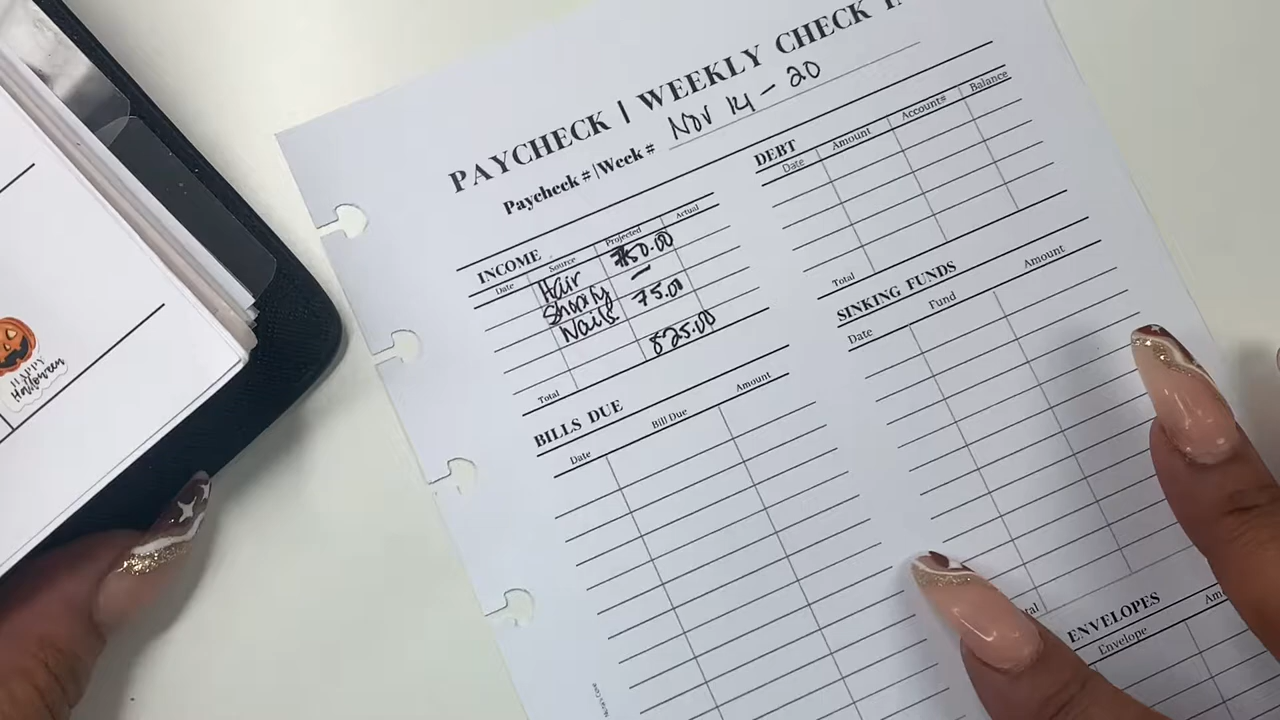 PAYCHECK | WEEKLY CHECK
Paycheck # |Week # Nov 14 - 20
INCOME
Date Source Projected Actual
Hair 750.00
Shopify —
Nails 75.00
Total 825.00
BILLS DUE
Date Bill Due Amount
DEBT
Date Amount Account# Balance
Total
SINKING FUNDS
Date Fund Amount
ENVELOPES
Envelope
HAPPY
Halloween